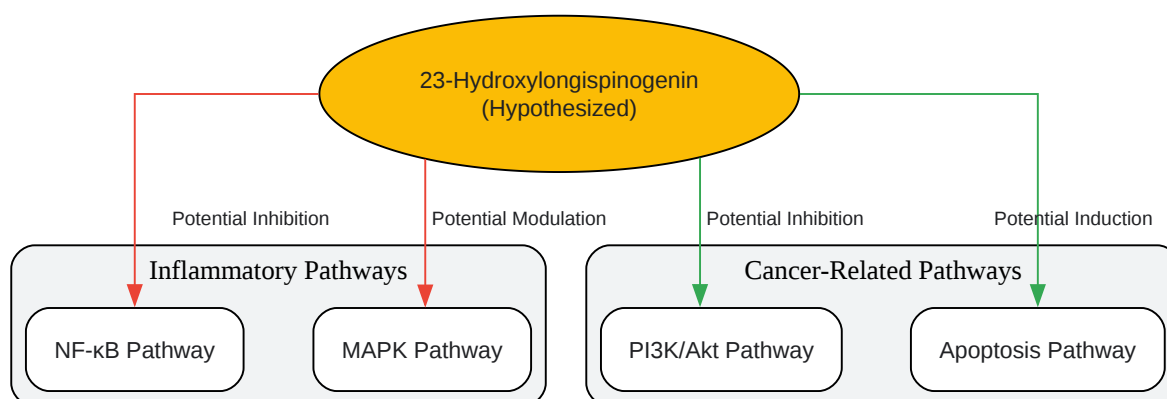 23-Hydroxylongispinogenin
(Hypothesized)
Potential Inhibition
Potential Modulation
Potential Inhibition
Potential Induction
Inflammatory Pathways
Cancer-Related Pathways
NF-κB Pathway
MAPK Pathway
PI3K/Akt Pathway
Apoptosis Pathway